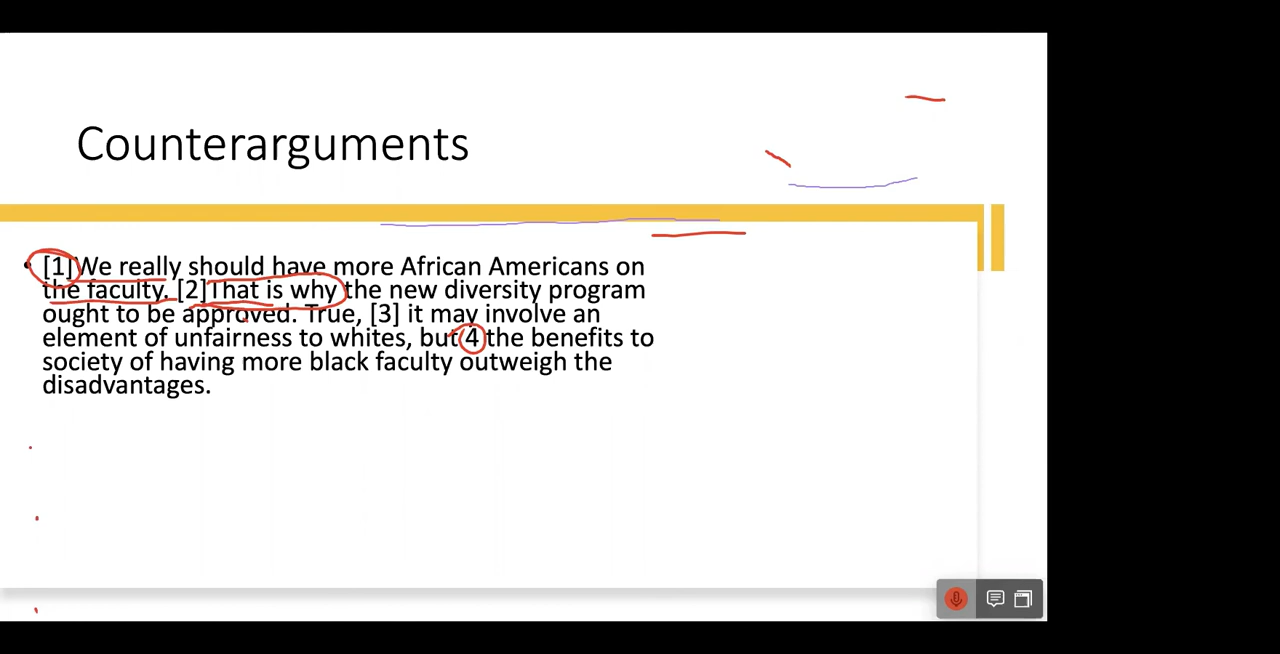 Counterarguments
• [1]We really should have more African Americans on
the faculty. [2]That is why the new diversity program
ought to be approved. True, [3] it may involve an
element of unfairness to whites, but 4 the benefits to
society of having more black faculty outweigh the
disadvantages.